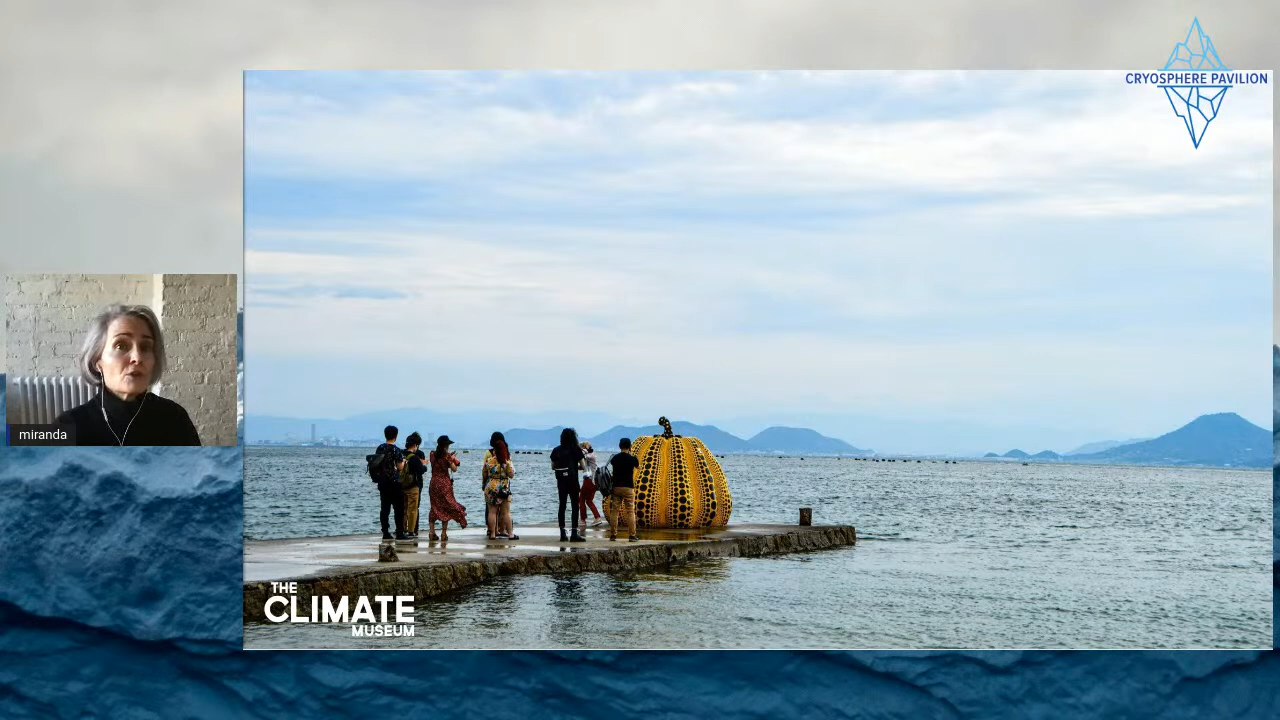 CRYOSPHERE PAVILION
miranda
THE
CLIMATE
MUSEUM